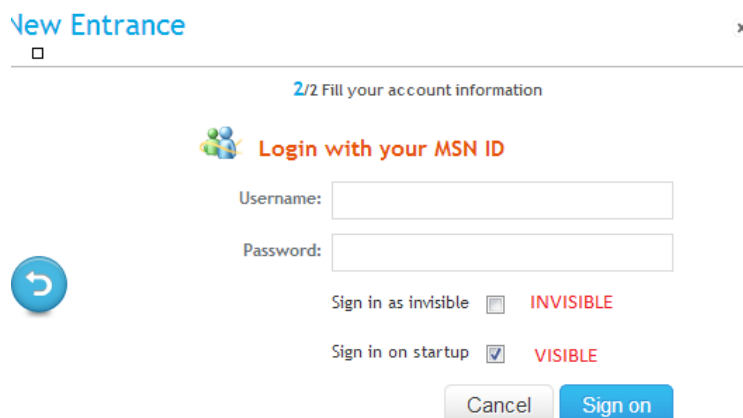 New Entrance
2/2 Fill your account information
Login with your MSN ID
Username:
Password:
Sign in as invisible INVISIBLE
Sign in on startup VISIBLE
Cancel Sign on